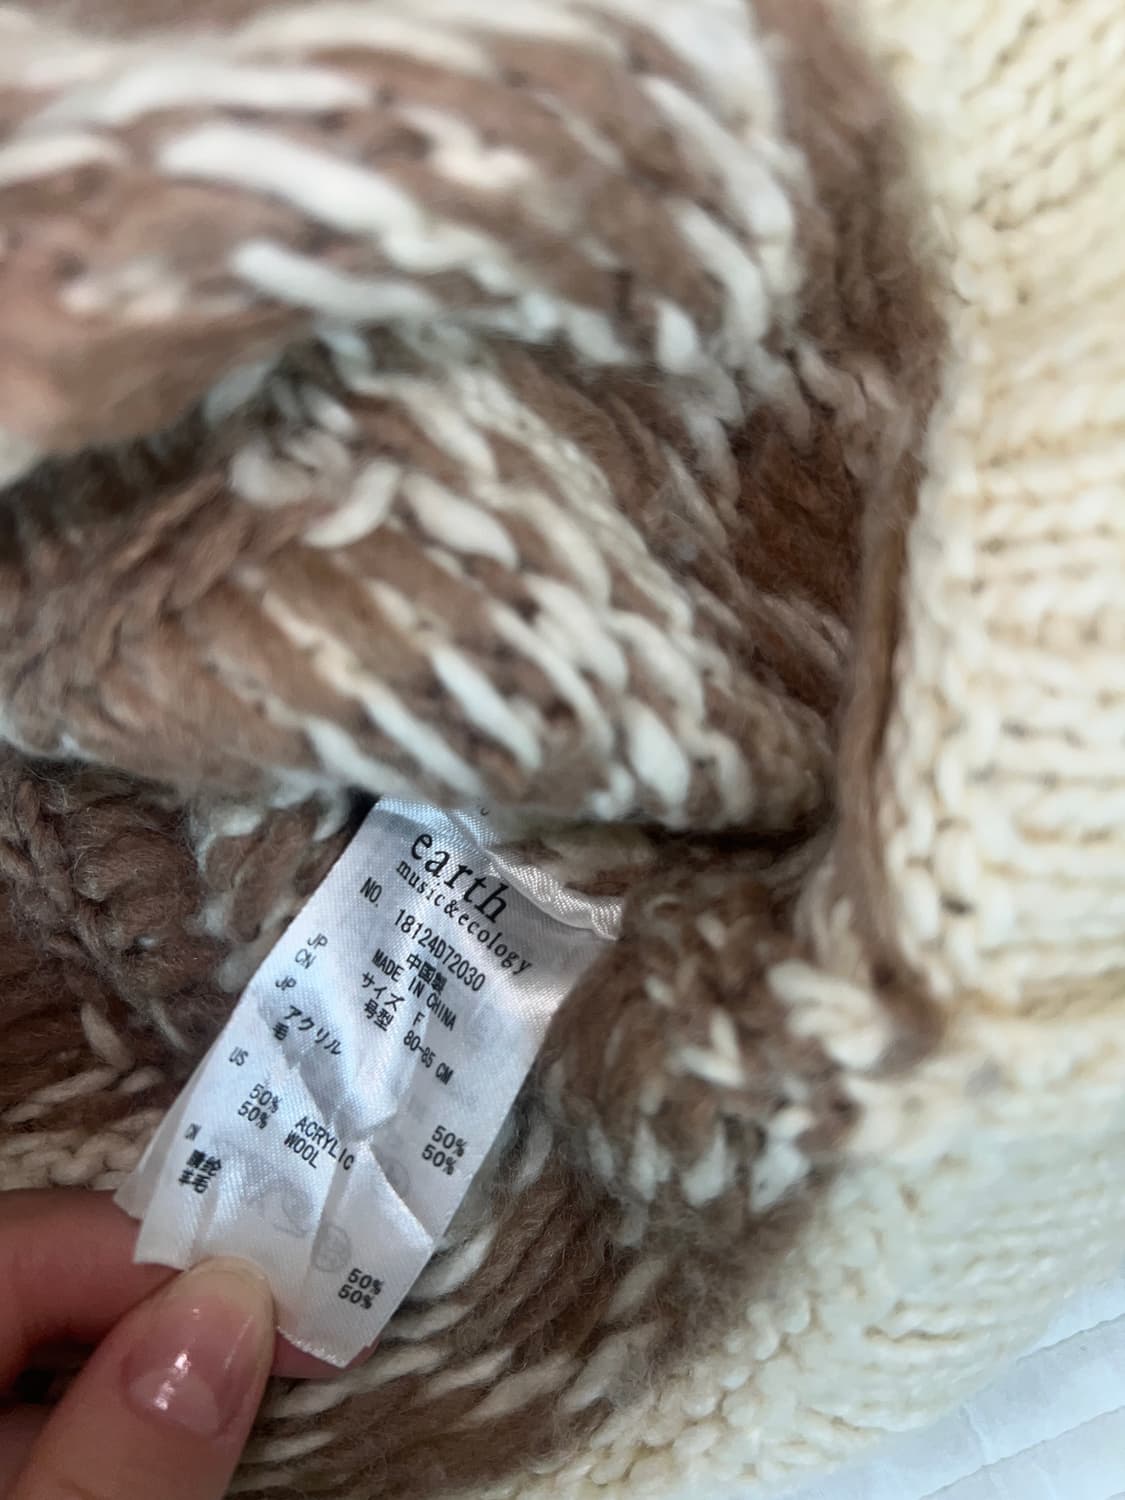 earth
music&ecology
NO. 18124D72030
JP 中国製
CN MADE IN CHINA
サイズ F
号型 80-85 CM
JP
アクリル 50%
毛 50%
US
50% ACRYLIC
50% WOOL
CN
腈纶 50%
羊毛 50%